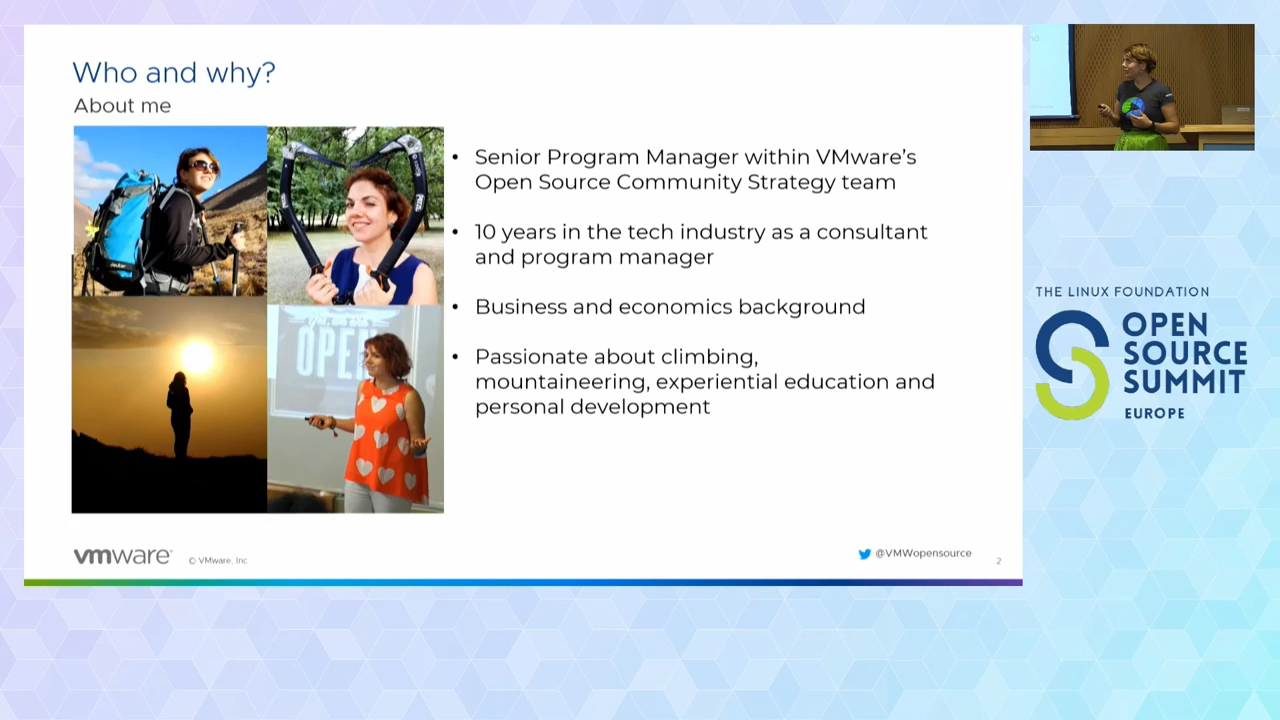 Who and why?
About me
• Senior Program Manager within VMware’s
Open Source Community Strategy team
• 10 years in the tech industry as a consultant
and program manager
• Business and economics background
• Passionate about climbing,
mountaineering, experiential education and
personal development
OPEN
vmware
© VMware, Inc
@VMWopensource
2
THE LINUX FOUNDATION
OPEN
SOURCE
SUMMIT
EUROPE